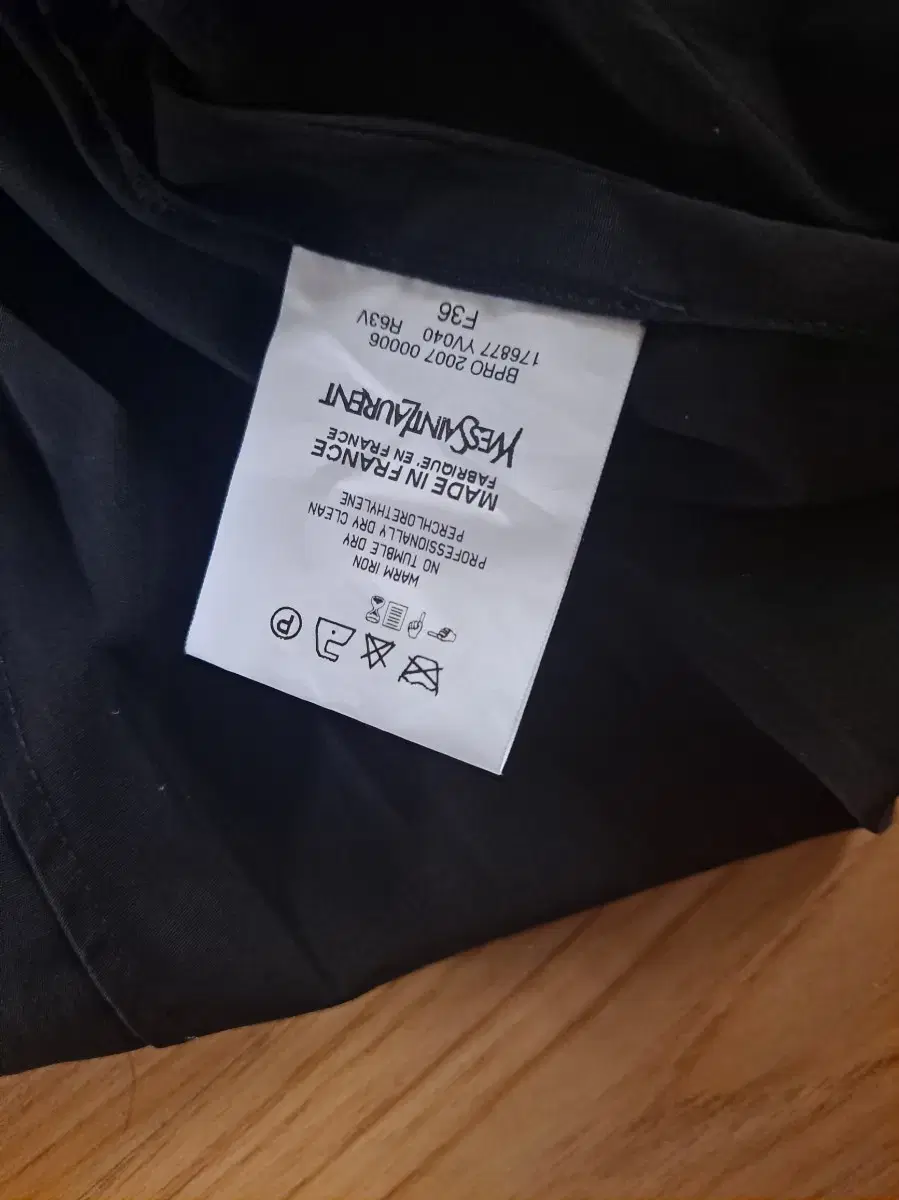 F36
176877 YV040 R63V
BPRO 2007 00006
YVESSAINTLAURENT
FABRIQUE' EN FRANCE
MADE IN FRANCE
PERCHLORETHYLENE
PROFESSIONALLY DRY CLEAN
NO TUMBLE DRY
WARM IRON
P